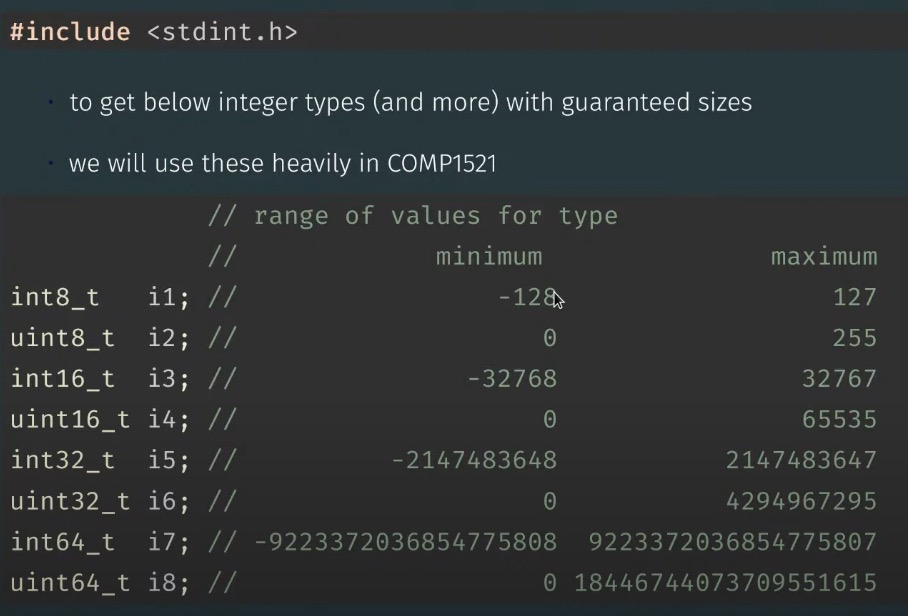 #include <stdint.h>
· to get below integer types (and more) with guaranteed sizes
· we will use these heavily in COMP1521
// range of values for type
// minimum maximum
int8_t i1; // -128 127
uint8_t i2; // 0 255
int16_t i3; // -32768 32767
uint16_t i4; // 0 65535
int32_t i5; // -2147483648 2147483647
uint32_t i6; // 0 4294967295
int64_t i7; // -9223372036854775808 9223372036854775807
uint64_t i8; // 0 18446744073709551615